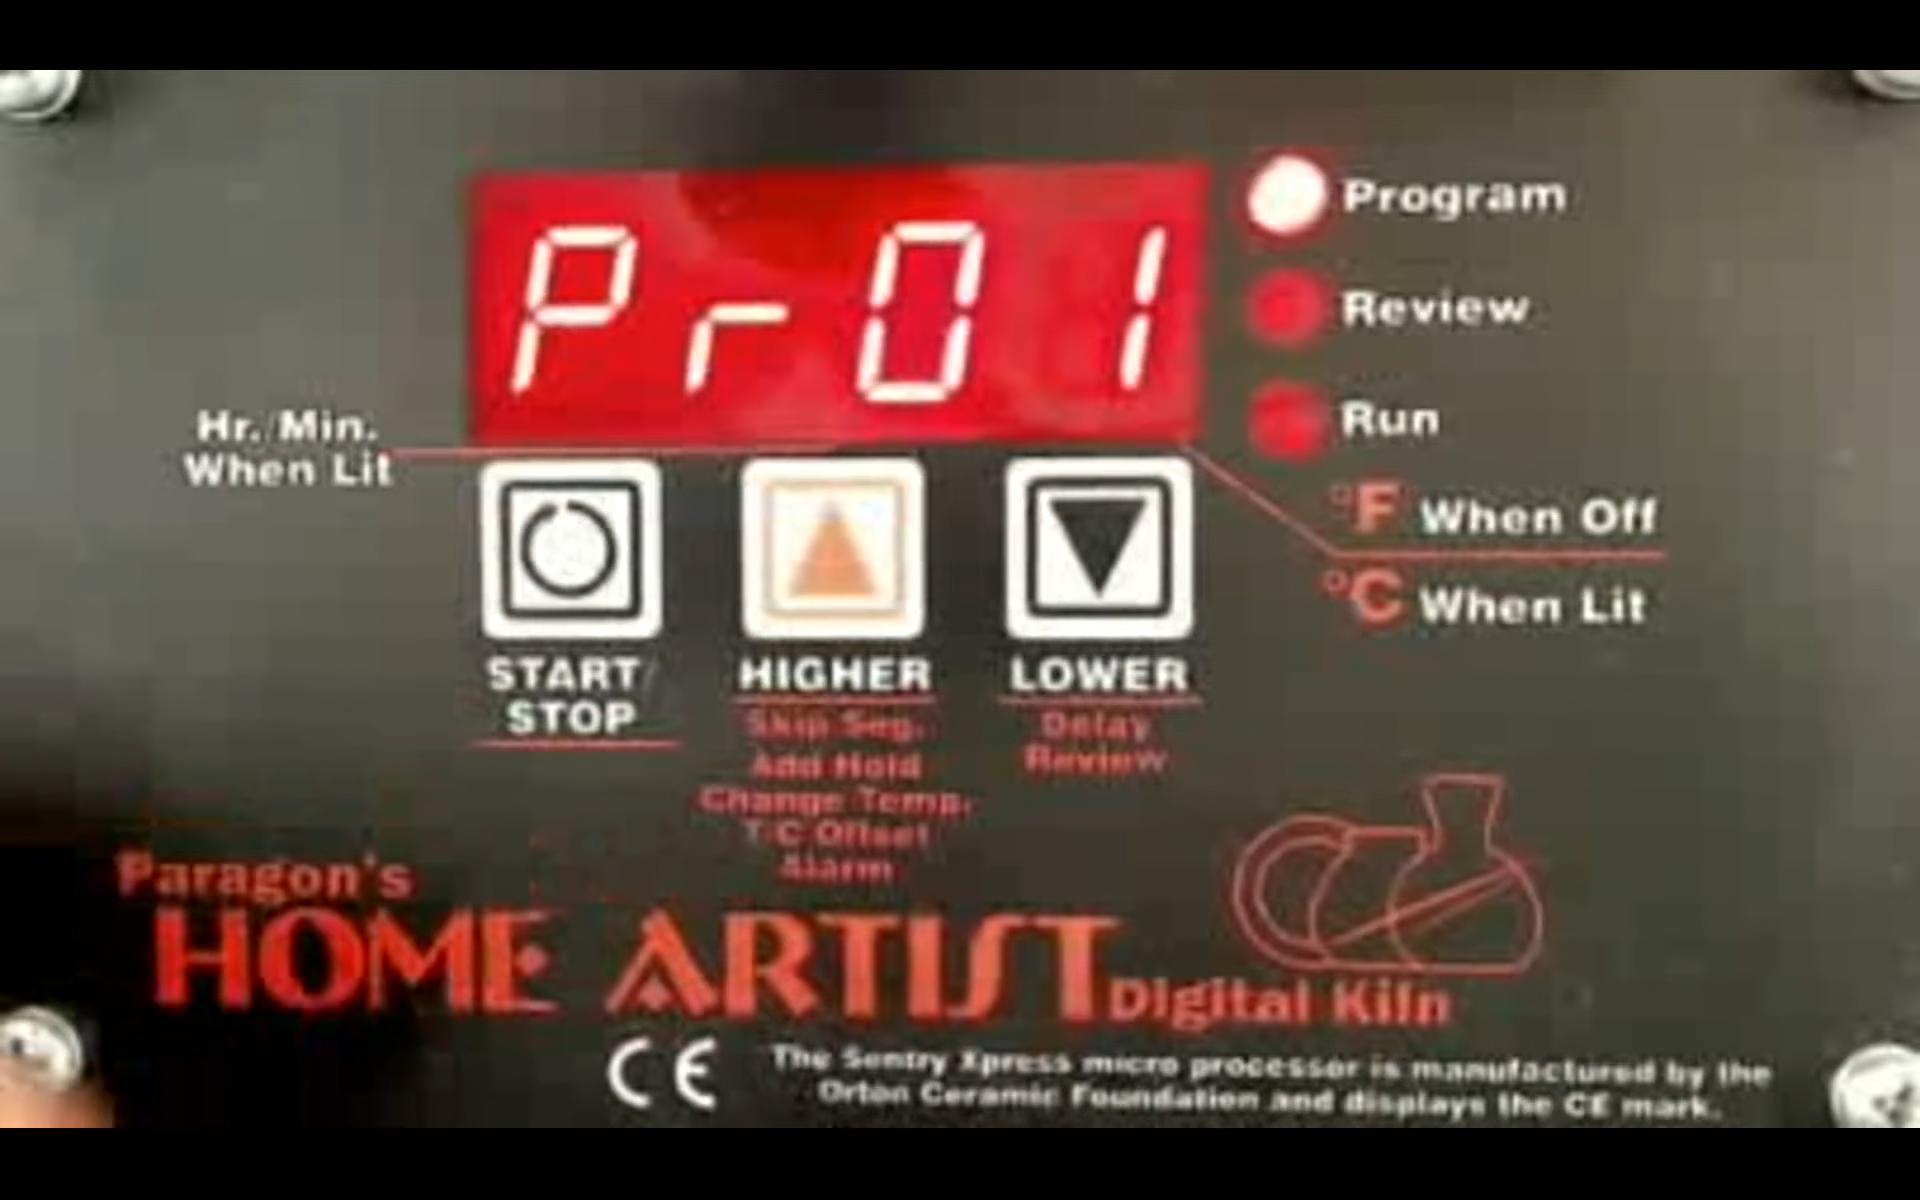 Pr01
Program
Review
Run
Hr. Min.
When Lit
°F When Off
°C When Lit
START/
STOP
HIGHER
Skip Seg.
Add Hold
Change Temp.
T/C Offset
Alarm
LOWER
Delay
Review
Paragon's
HOME ARTIST Digital Kiln
CE
The Sentry Xpress micro processor is manufactured by the
Orton Ceramic Foundation and displays the CE mark.